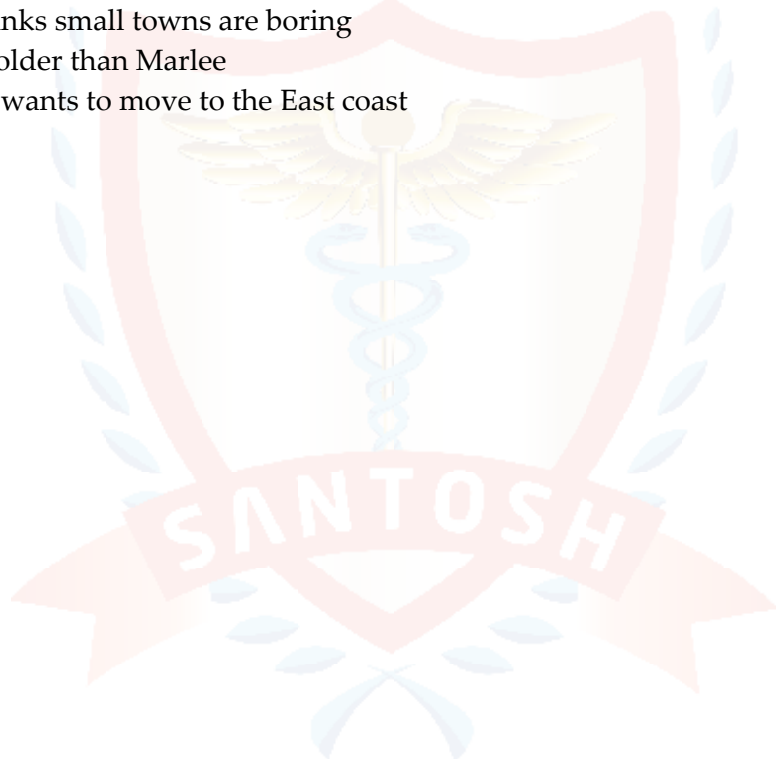 nks small towns are boring
older than Marlee
wants to move to the East coast
SANTOSH